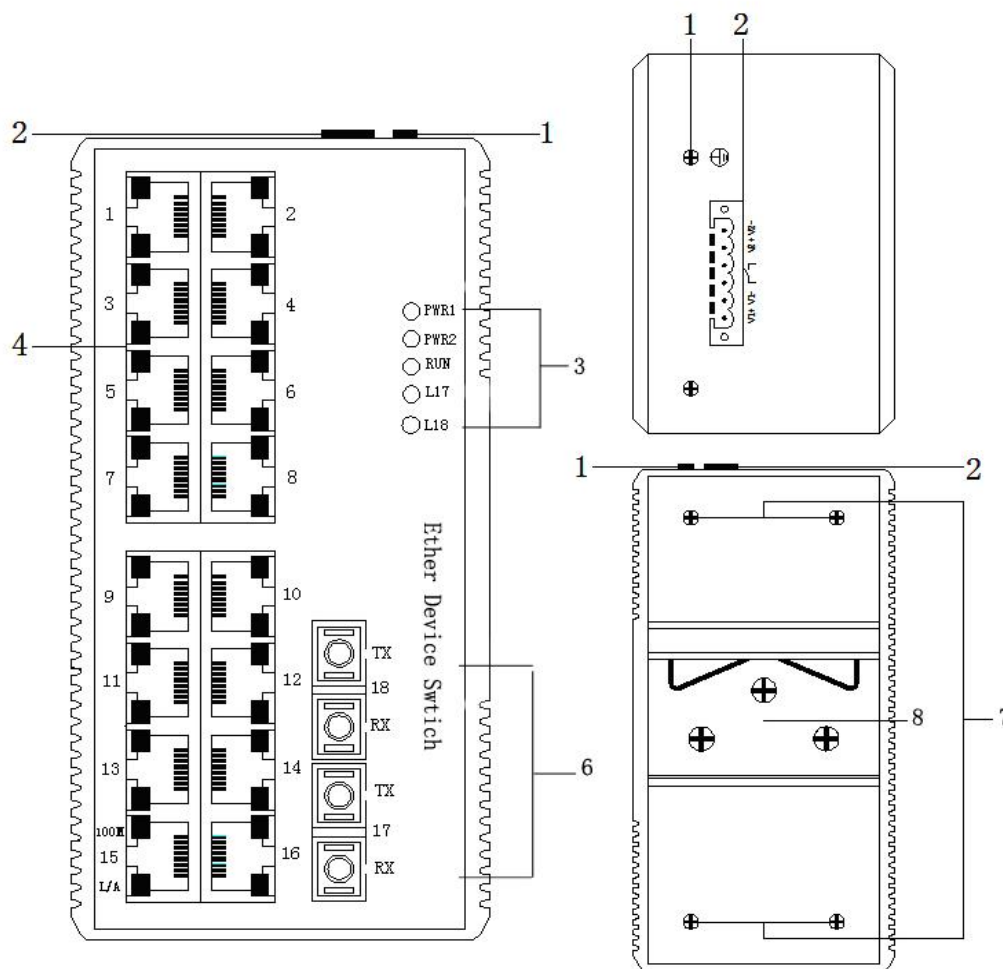 1 2
2 1
1 2
3 4
4
5 6
7 8
PWR1
PWR2
RUN
L17
L18
3
Ether Device Swtich
9 10
11 12
13 14
100M
15 16
L/A
TX
18
RX
TX
17
RX
6
V2+ V2-
V1+ V1-
1 2
7
8